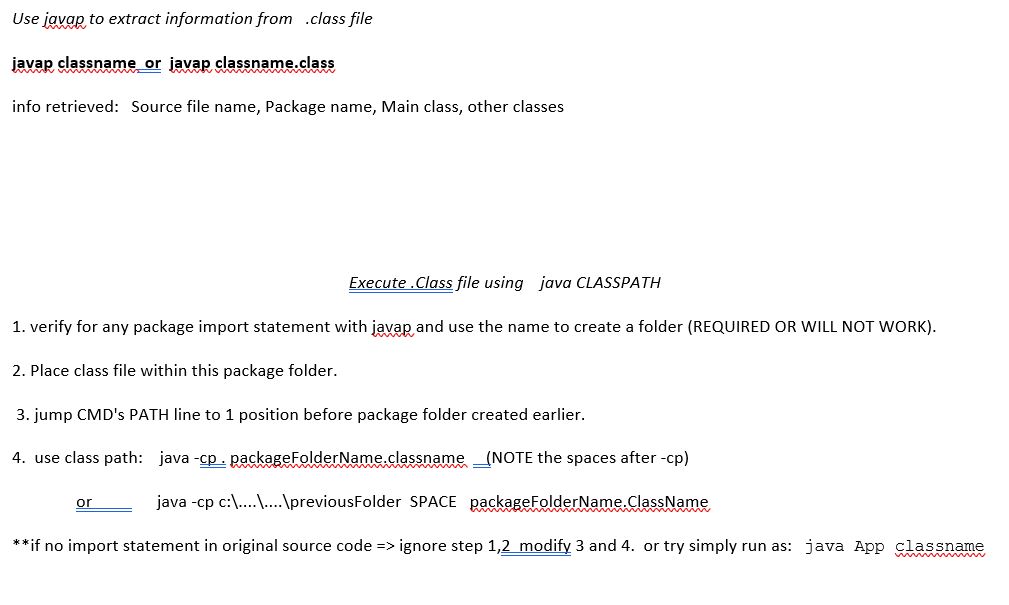 Use javap to extract information from .class file
javap classname or javap classname.class
info retrieved: Source file name, Package name, Main class, other classes
Execute .Class file using java CLASSPATH
1. verify for any package import statement with javap and use the name to create a folder (REQUIRED OR WILL NOT WORK).
2. Place class file within this package folder.
3. jump CMD's PATH line to 1 position before package folder created earlier.
4. use class path: java -cp . packageFolderName.classname (NOTE the spaces after -cp)
or java -cp c:\....\....\previousFolder SPACE packageFolderName.ClassName
**if no import statement in original source code => ignore step 1,2 modify 3 and 4. or try simply run as: java App classname